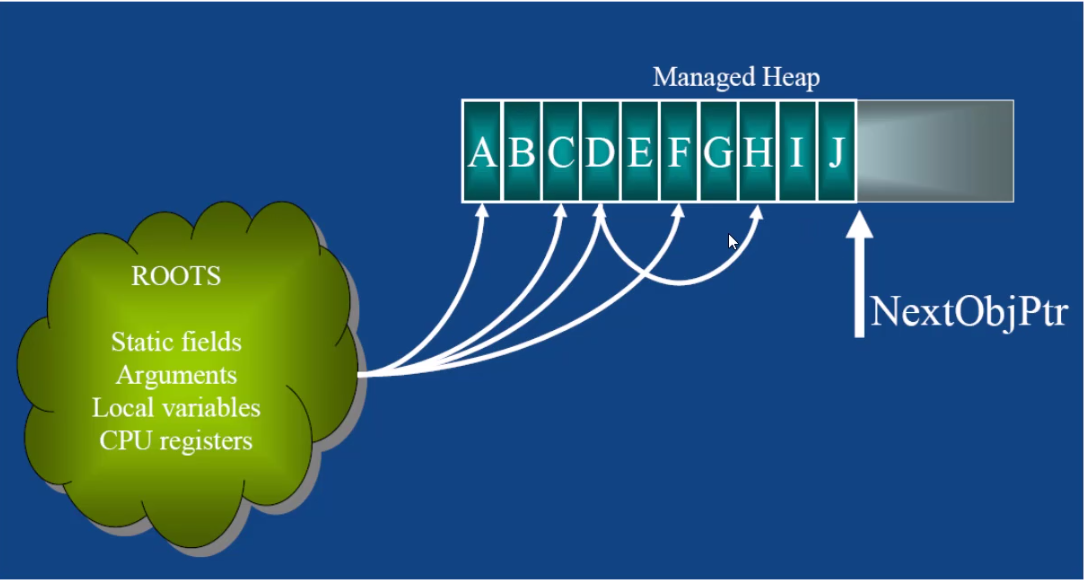 Managed Heap
A B C D E F G H I J
NextObjPtr
ROOTS
Static fields
Arguments
Local variables
CPU registers